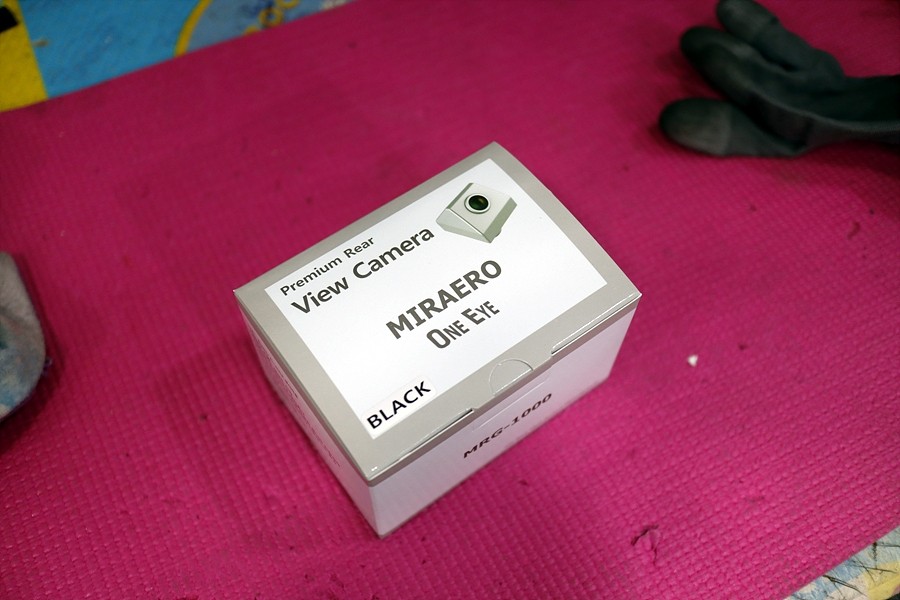 Premium Rear
View Camera
MIRAERO
ONE EYE
BLACK
MRG-1000